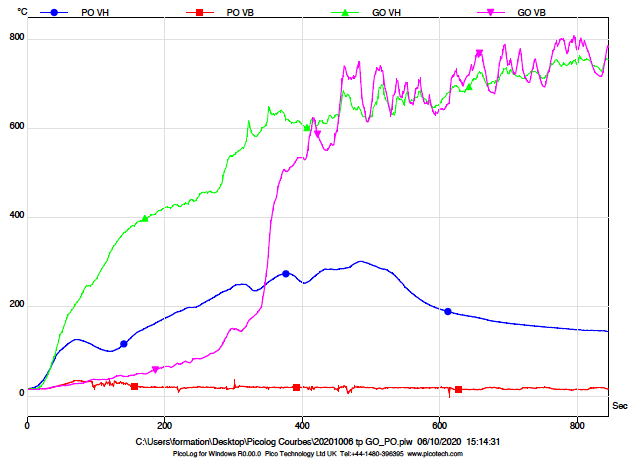 °C PO VH PO VB GO VH GO VB
800
600
400
200
0
0 200 400 600 800 Sec
C:\Users\formation\Desktop\Picolog Courbes\20201006 tp GO_PO.plw 06/10/2020 15:14:31
PicoLog for Windows R0.00.0 Pico Technology Ltd UK Tel:+44-1480-396395 www.picotech.com